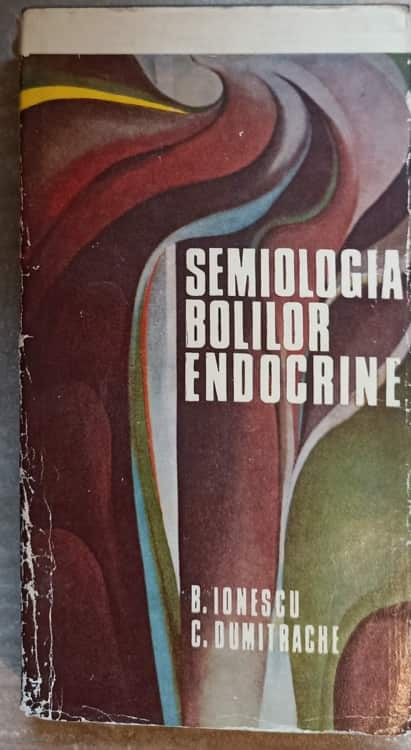 SEMIOLOGIA
BOLILOR
ENDOCRINE
B. IONESCU
C. DUMITRACHE